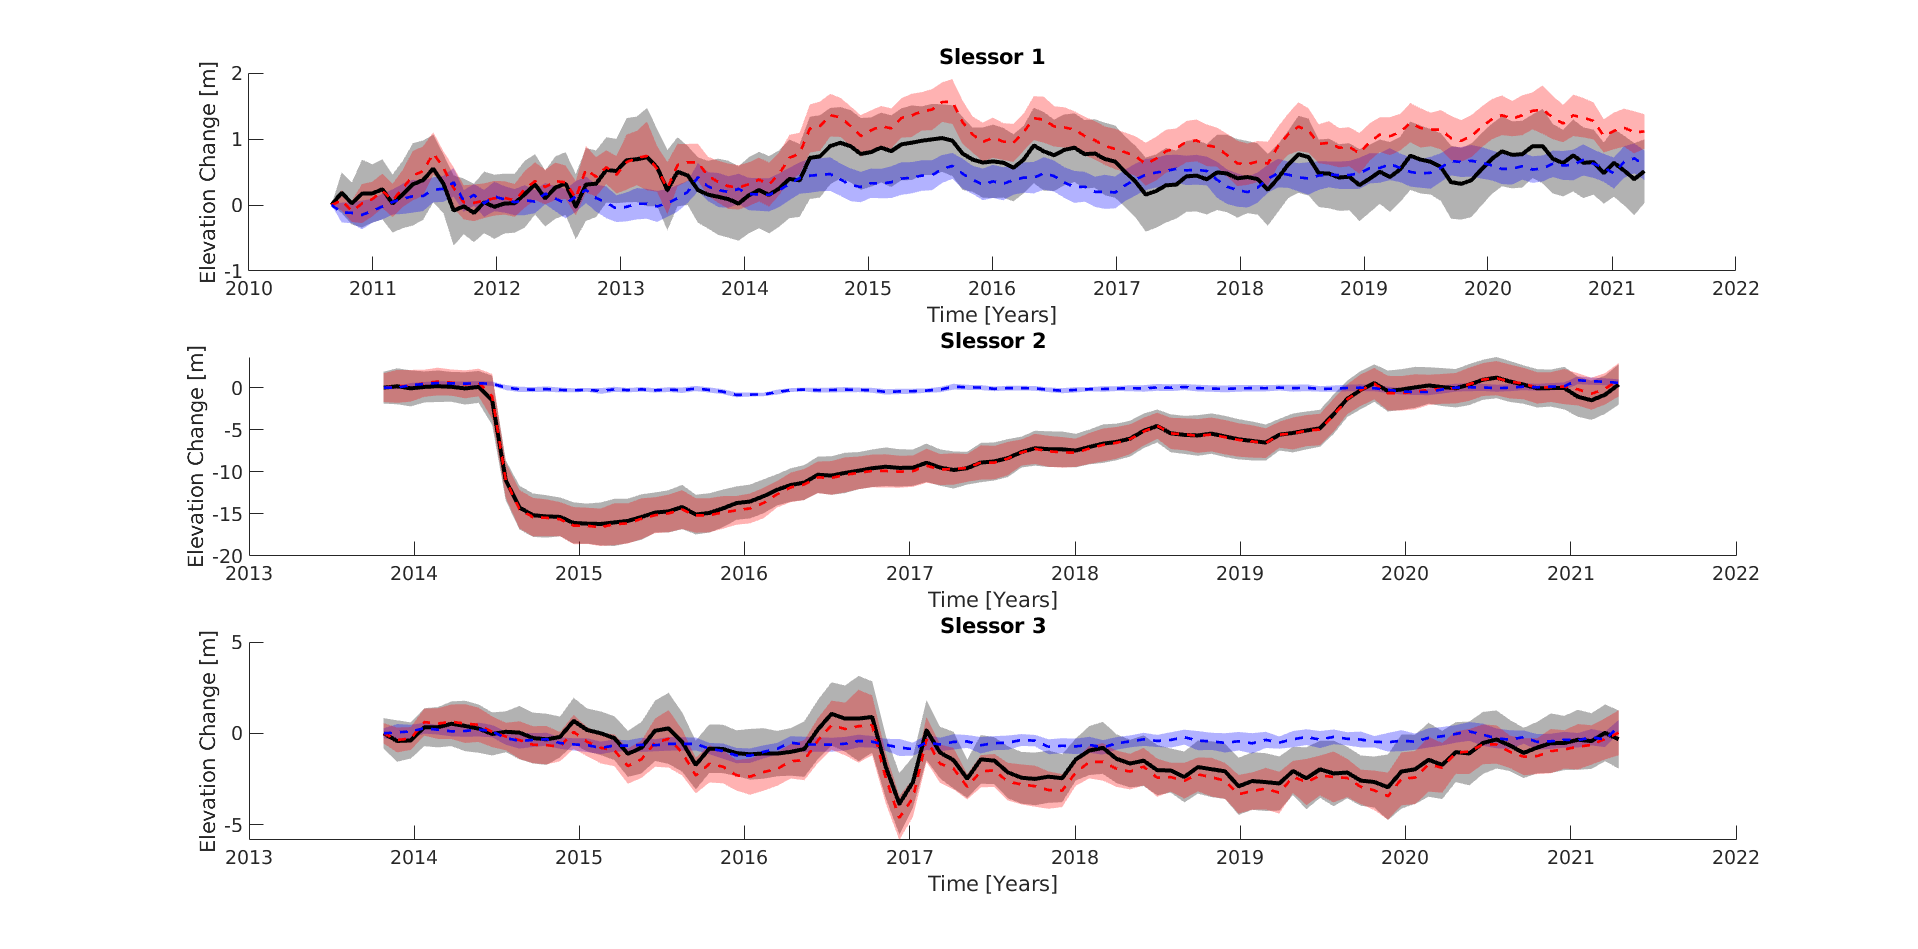 Slessor 1
Elevation Change [m]
2
1
0
-1
2010 2011 2012 2013 2014 2015 2016 2017 2018 2019 2020 2021 2022
Time [Years]
Slessor 2
Elevation Change [m]
0
-5
-10
-15
-20
2013 2014 2015 2016 2017 2018 2019 2020 2021 2022
Time [Years]
Slessor 3
Elevation Change [m]
5
0
-5
2013 2014 2015 2016 2017 2018 2019 2020 2021 2022
Time [Years]